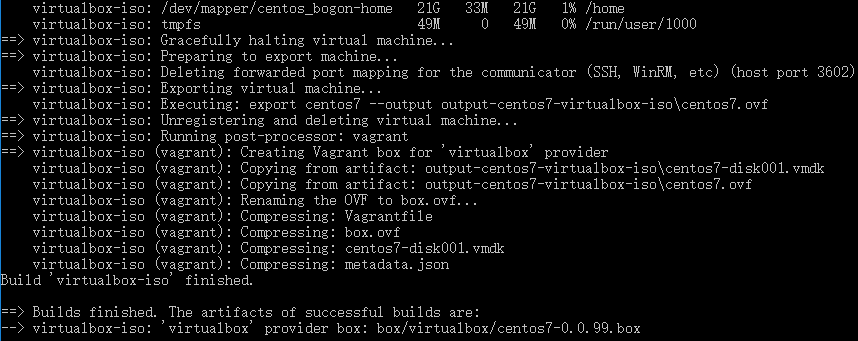 virtualbox-iso: /dev/mapper/centos_bogon-home   21G   33M   21G   1% /home
virtualbox-iso: tmpfs                           49M     0   49M   0% /run/user/1000
==> virtualbox-iso: Gracefully halting virtual machine...
==> virtualbox-iso: Preparing to export machine...
virtualbox-iso: Deleting forwarded port mapping for the communicator (SSH, WinRM, etc) (host port 3602)
==> virtualbox-iso: Exporting virtual machine...
virtualbox-iso: Executing: export centos7 --output output-centos7-virtualbox-iso\centos7.ovf
==> virtualbox-iso: Unregistering and deleting virtual machine...
==> virtualbox-iso: Running post-processor: vagrant
==> virtualbox-iso (vagrant): Creating Vagrant box for 'virtualbox' provider
virtualbox-iso (vagrant): Copying from artifact: output-centos7-virtualbox-iso\centos7-disk001.vmdk
virtualbox-iso (vagrant): Copying from artifact: output-centos7-virtualbox-iso\centos7.ovf
virtualbox-iso (vagrant): Renaming the OVF to box.ovf...
virtualbox-iso (vagrant): Compressing: Vagrantfile
virtualbox-iso (vagrant): Compressing: box.ovf
virtualbox-iso (vagrant): Compressing: centos7-disk001.vmdk
virtualbox-iso (vagrant): Compressing: metadata.json
Build 'virtualbox-iso' finished.
==> Builds finished. The artifacts of successful builds are:
--> virtualbox-iso: 'virtualbox' provider box: box/virtualbox/centos7-0.0.99.box